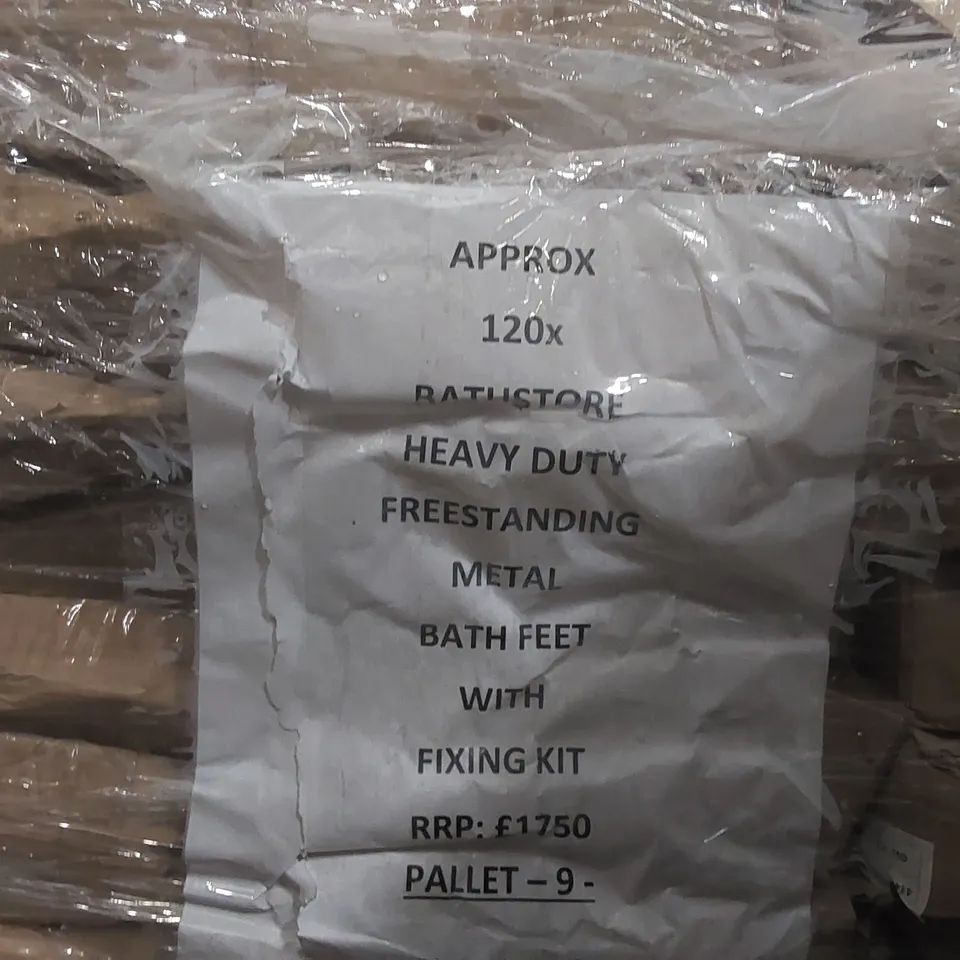 APPROX
120x
BATHSTORE
HEAVY DUTY
FREESTANDING
METAL
BATH FEET
WITH
FIXING KIT
RRP: £1750
PALLET – 9 -